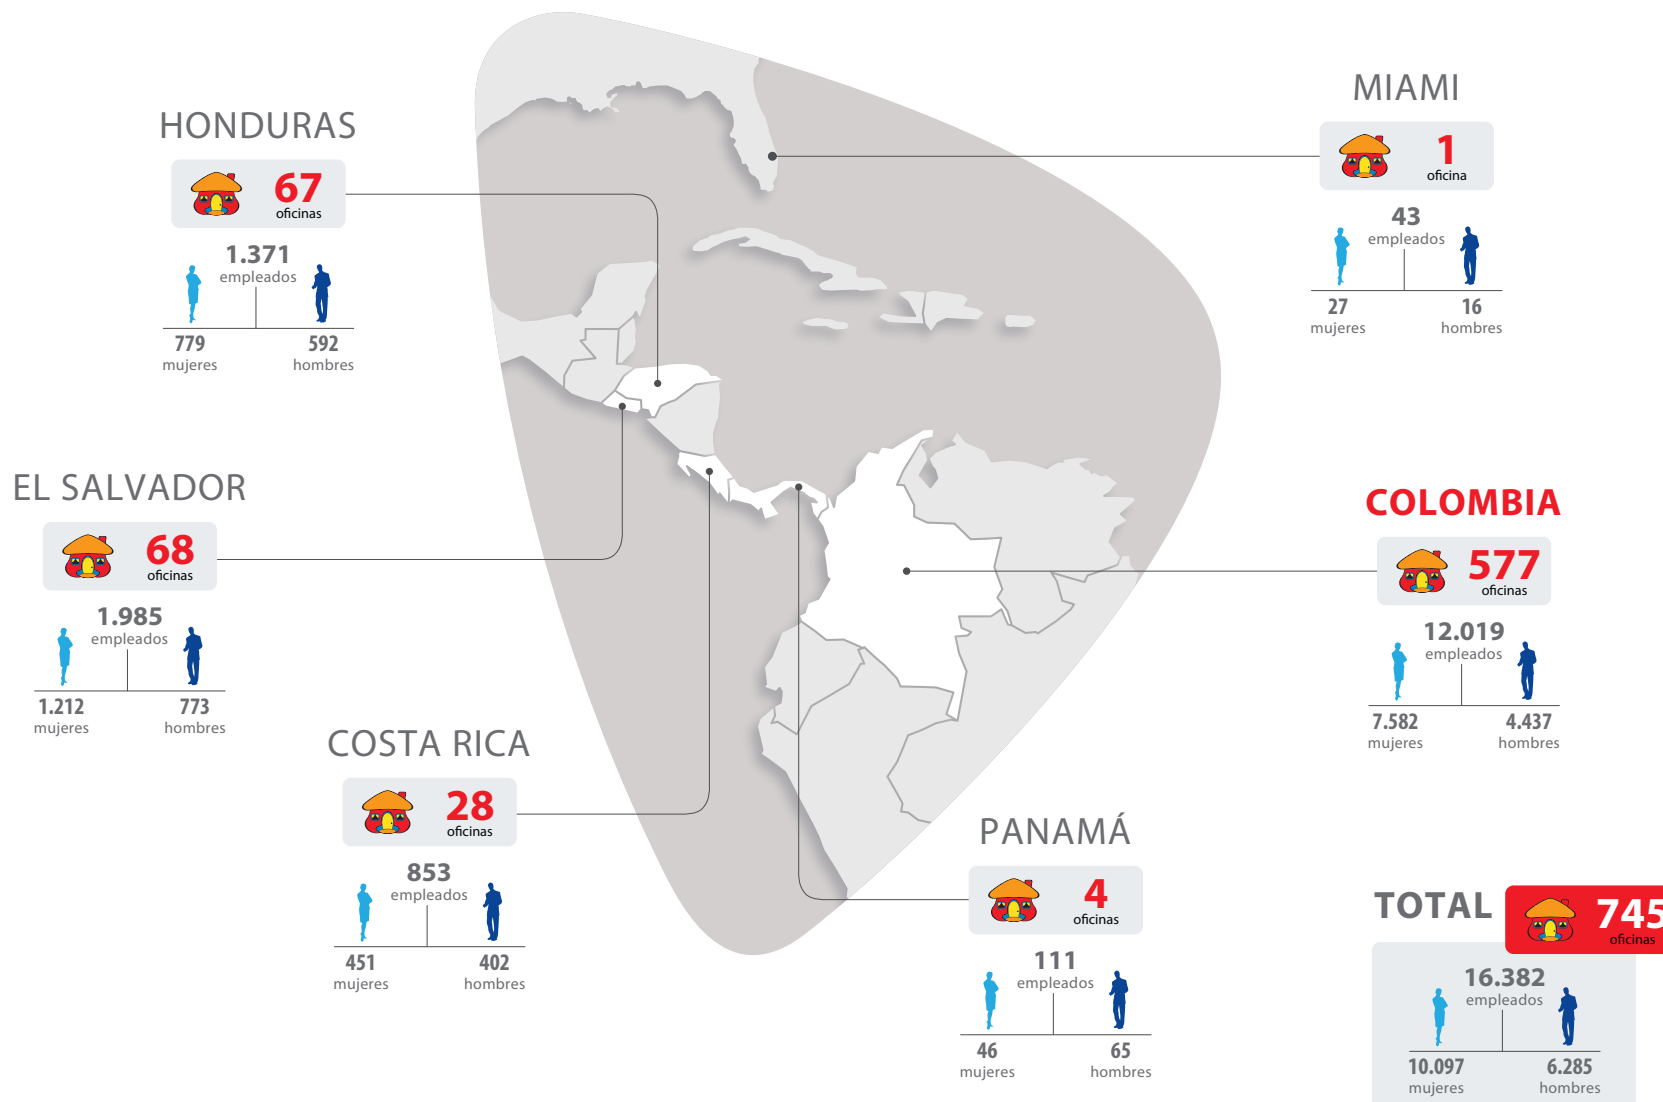 HONDURAS
67
oficinas
1.371
empleados
779
mujeres
592
hombres
MIAMI
1
oficina
43
empleados
27
mujeres
16
hombres
EL SALVADOR
68
oficinas
1.985
empleados
1.212
mujeres
773
hombres
COLOMBIA
577
oficinas
12.019
empleados
7.582
mujeres
4.437
hombres
COSTA RICA
28
oficinas
853
empleados
451
mujeres
402
hombres
PANAMÁ
4
oficinas
111
empleados
46
mujeres
65
hombres
TOTAL
745
oficinas
16.382
empleados
10.097
mujeres
6.285
hombres